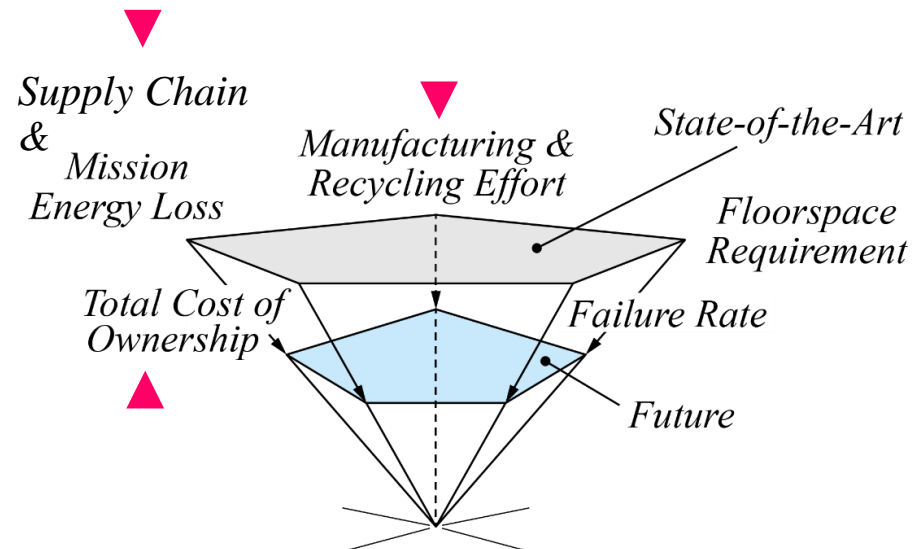 Supply Chain
&
Mission
Energy Loss
Manufacturing &
Recycling Effort
State-of-the-Art
Floorspace
Requirement
Total Cost of
Ownership
Failure Rate
Future